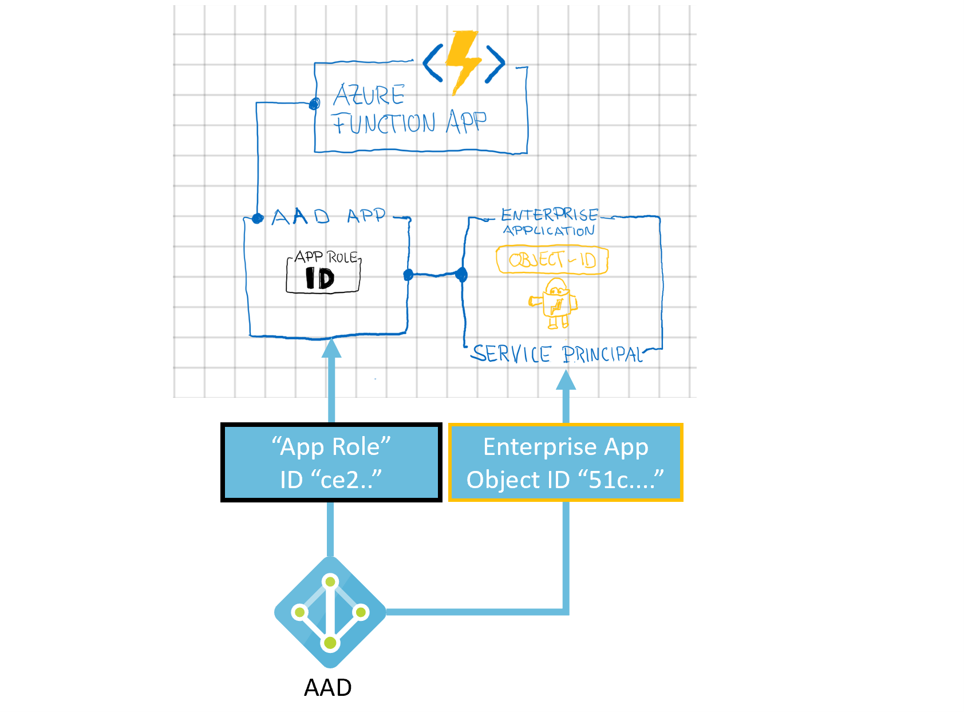 AZURE
FUNCTION APP
AAD APP
APP ROLE
ID
ENTERPRISE
APPLICATION
OBJECT-ID
SERVICE PRINCIPAL
“App Role”
ID “ce2..”
Enterprise App
Object ID “51c....”
AAD